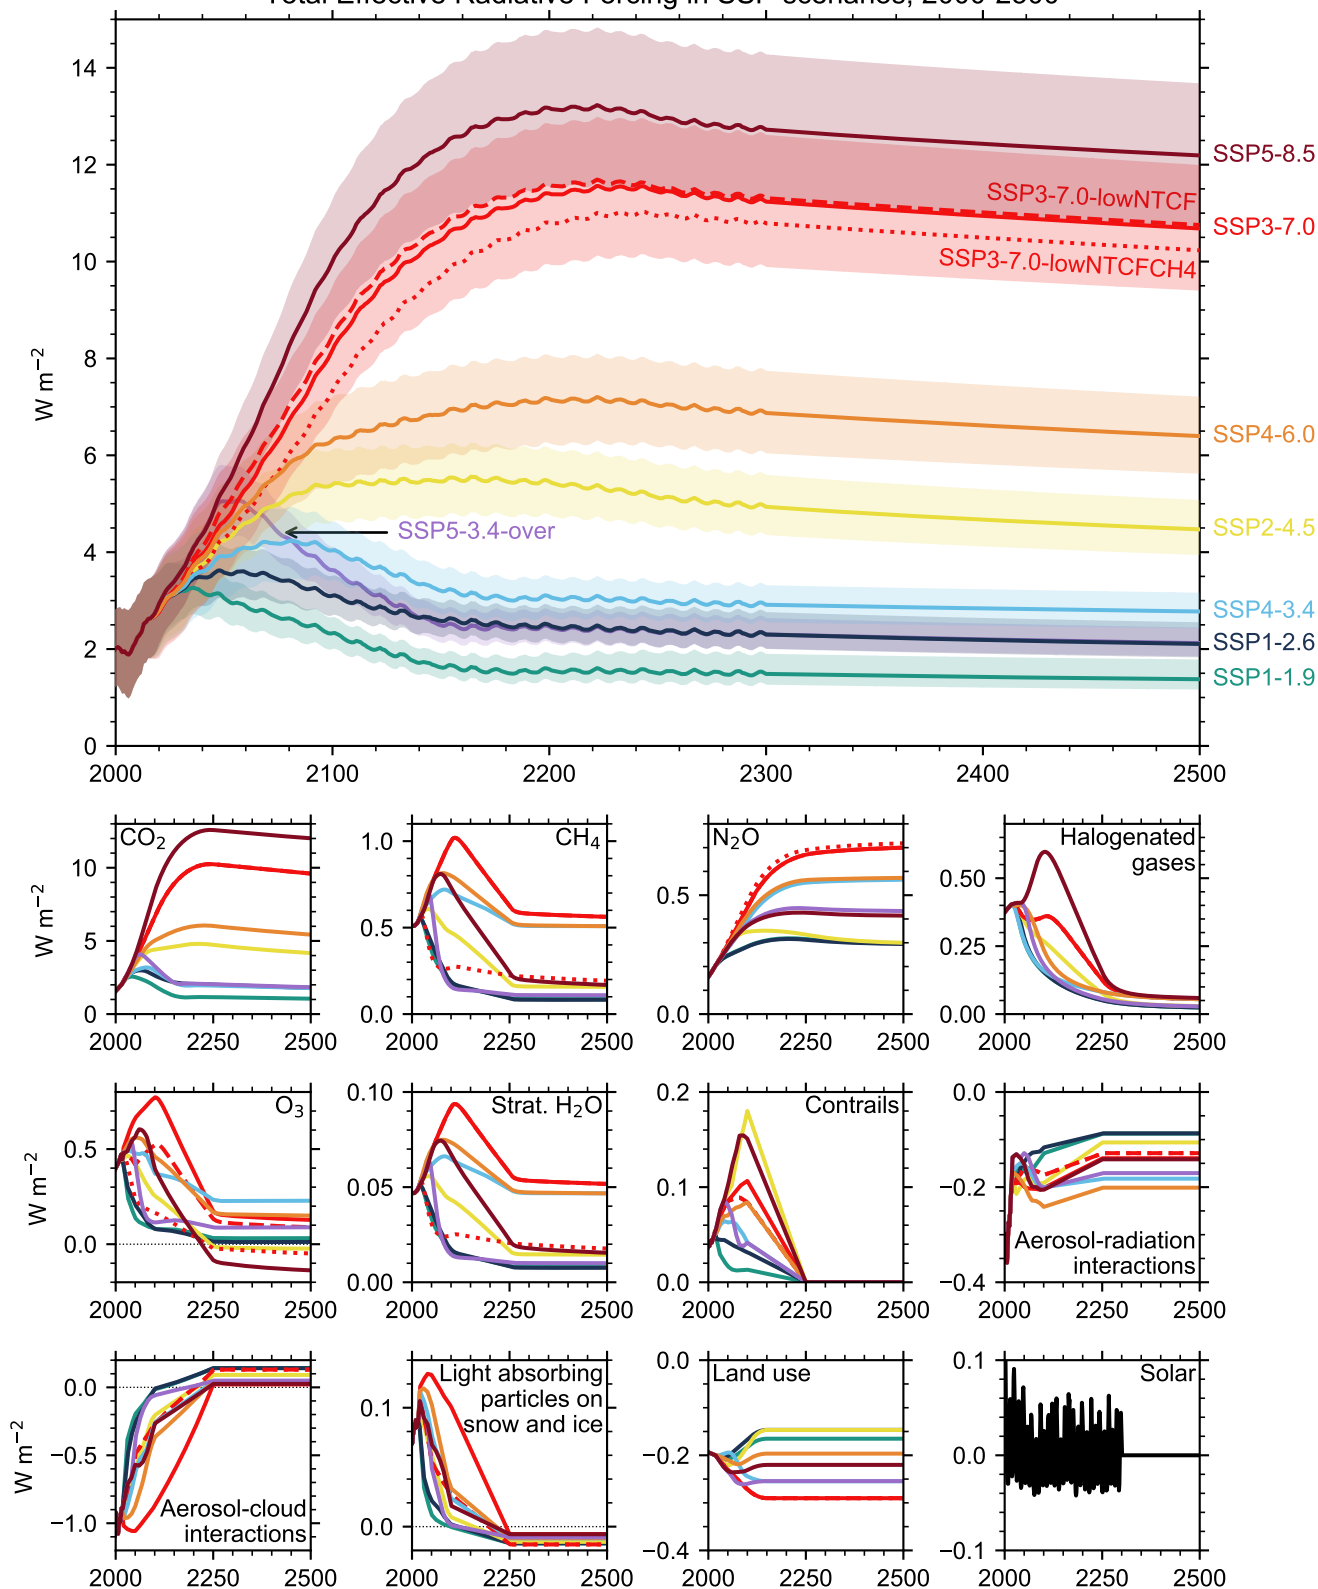 Total Effective Radiative Forcing in SSP scenarios, 2000-2500
14
12
10
8
6
4
2
0
W m−2
SSP5-8.5
SSP3-7.0-lowNTCF
SSP3-7.0
SSP3-7.0-lowNTCFCH4
SSP4-6.0
SSP5-3.4-over
SSP2-4.5
SSP4-3.4
SSP1-2.6
SSP1-1.9
2000 2100 2200 2300 2400 2500
CO2
10
5
0
W m−2
2000 2250 2500
CH4
1.0
0.5
0.0
2000 2250 2500
N2O
0.5
0.0
2000 2250 2500
Halogenated
gases
0.50
0.25
0.00
2000 2250 2500
O3
0.5
0.0
W m−2
2000 2250 2500
Strat. H2O
0.10
0.05
0.00
2000 2250 2500
Contrails
0.2
0.1
0.0
2000 2250 2500
0.0
−0.2
−0.4
Aerosol-radiation
interactions
2000 2250 2500
0.0
−0.5
−1.0
W m−2
Aerosol-cloud
interactions
2000 2250 2500
Light absorbing
particles on
snow and ice
0.1
0.0
2000 2250 2500
Land use
0.0
−0.2
−0.4
2000 2250 2500
Solar
0.1
0.0
−0.1
2000 2250 2500